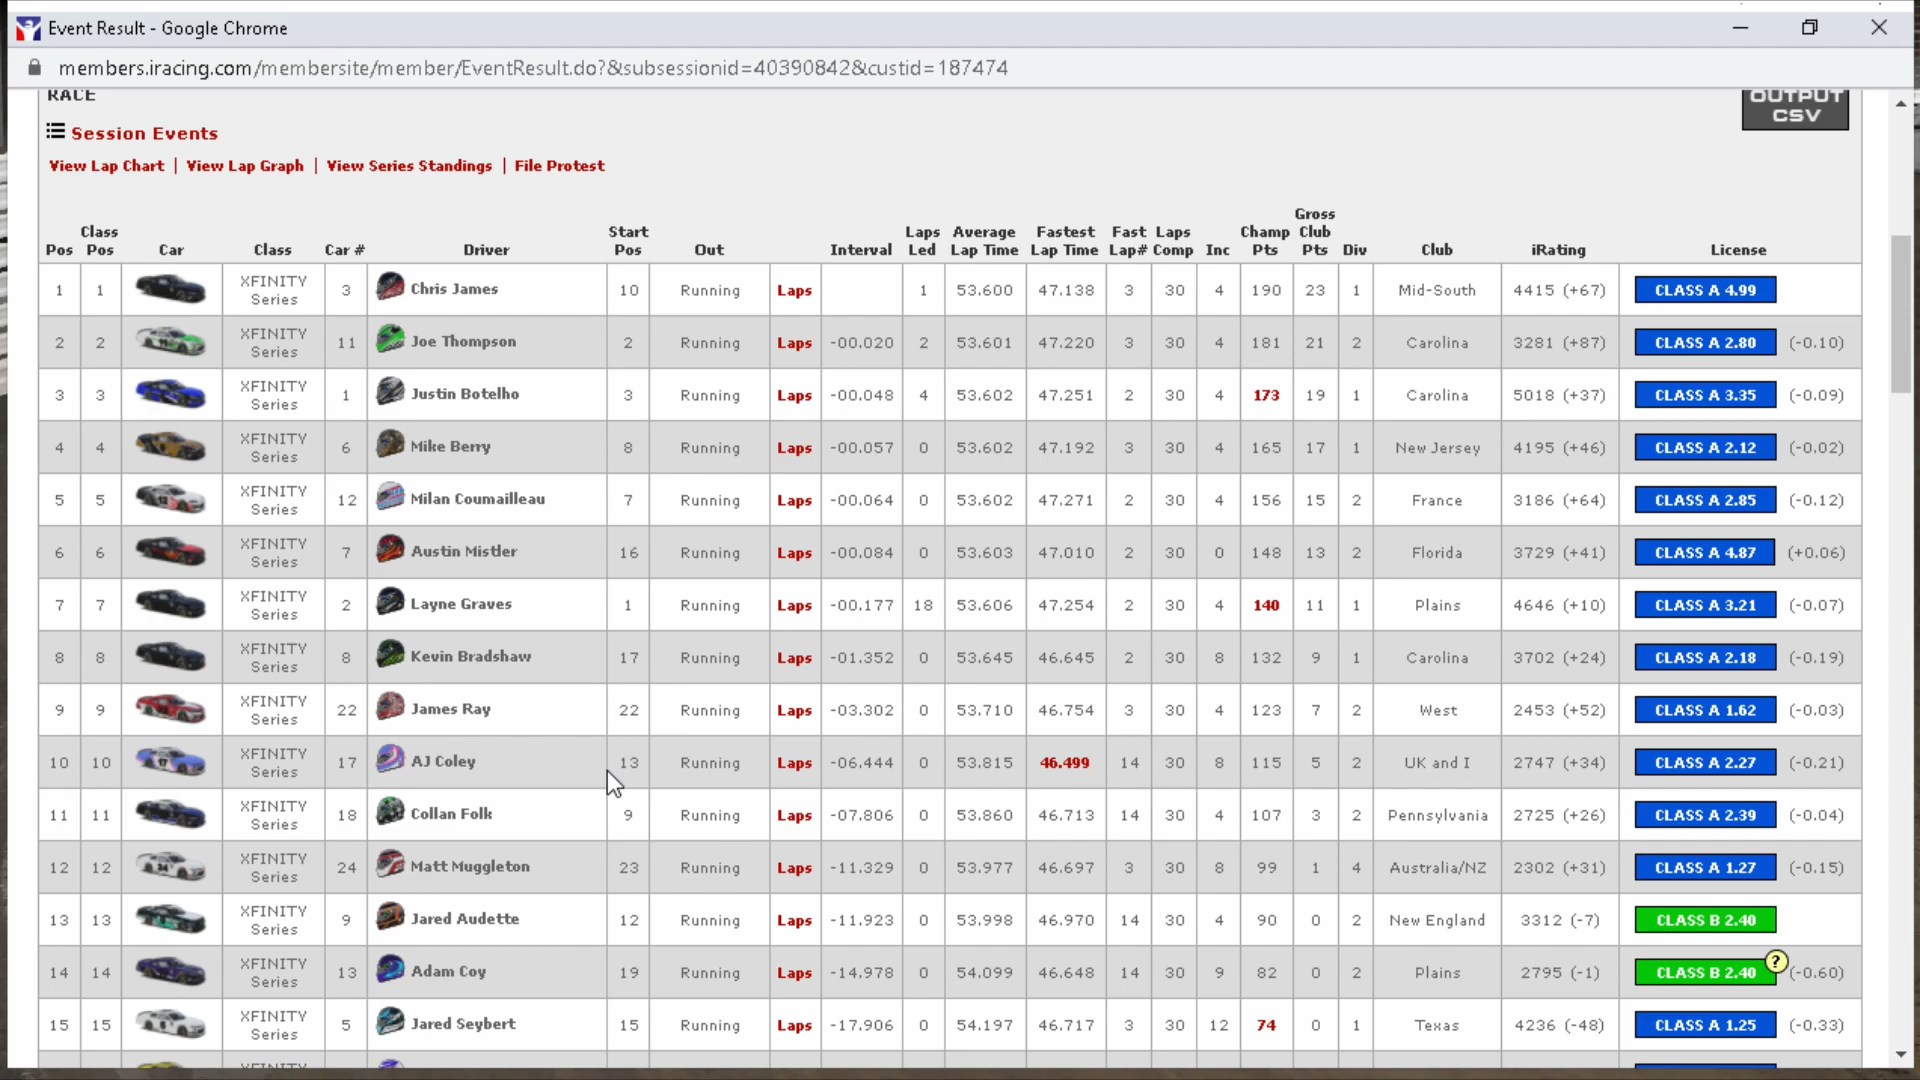 Event Result - Google Chrome
members.iracing.com/membersite/member/EventResult.do?&subsessionid=40390842&custid=187474
RACE
OUTPUT CSV
Session Events
View Lap Chart | View Lap Graph | View Series Standings | File Protest
Pos Class Pos Car Class Car # Driver Start Pos Out Interval Laps Led Average Lap Time Fastest Lap Time Fast Lap# Laps Comp Inc Champ Pts Gross Club Pts Div Club iRating License
1 1 XFINITY Series 3 Chris James 10 Running Laps 1 53.600 47.138 3 30 4 190 23 1 Mid-South 4415 (+67) CLASS A 4.99
2 2 XFINITY Series 11 Joe Thompson 2 Running Laps -00.020 2 53.601 47.220 3 30 4 181 21 2 Carolina 3281 (+87) CLASS A 2.80 (-0.10)
3 3 XFINITY Series 1 Justin Botelho 3 Running Laps -00.048 4 53.602 47.251 2 30 4 173 19 1 Carolina 5018 (+37) CLASS A 3.35 (-0.09)
4 4 XFINITY Series 6 Mike Berry 8 Running Laps -00.057 0 53.602 47.192 3 30 4 165 17 1 New Jersey 4195 (+46) CLASS A 2.12 (-0.02)
5 5 XFINITY Series 12 Milan Coumailleau 7 Running Laps -00.064 0 53.602 47.271 2 30 4 156 15 2 France 3186 (+64) CLASS A 2.85 (-0.12)
6 6 XFINITY Series 7 Austin Mistler 16 Running Laps -00.084 0 53.603 47.010 2 30 0 148 13 2 Florida 3729 (+41) CLASS A 4.87 (+0.06)
7 7 XFINITY Series 2 Layne Graves 1 Running Laps -00.177 18 53.606 47.254 2 30 4 140 11 1 Plains 4646 (+10) CLASS A 3.21 (-0.07)
8 8 XFINITY Series 8 Kevin Bradshaw 17 Running Laps -01.352 0 53.645 46.645 2 30 8 132 9 1 Carolina 3702 (+24) CLASS A 2.18 (-0.19)
9 9 XFINITY Series 22 James Ray 22 Running Laps -03.302 0 53.710 46.754 3 30 4 123 7 2 West 2453 (+52) CLASS A 1.62 (-0.03)
10 10 XFINITY Series 17 AJ Coley 13 Running Laps -06.444 0 53.815 46.499 14 30 8 115 5 2 UK and I 2747 (+34) CLASS A 2.27 (-0.21)
11 11 XFINITY Series 18 Collan Folk 9 Running Laps -07.806 0 53.860 46.713 14 30 4 107 3 2 Pennsylvania 2725 (+26) CLASS A 2.39 (-0.04)
12 12 XFINITY Series 24 Matt Muggleton 23 Running Laps -11.329 0 53.977 46.697 3 30 8 99 1 4 Australia/NZ 2302 (+31) CLASS A 1.27 (-0.15)
13 13 XFINITY Series 9 Jared Audette 12 Running Laps -11.923 0 53.998 46.970 14 30 4 90 0 2 New England 3312 (-7) CLASS B 2.40
14 14 XFINITY Series 13 Adam Coy 19 Running Laps -14.978 0 54.099 46.648 14 30 9 82 0 2 Plains 2795 (-1) CLASS B 2.40 ? (-0.60)
15 15 XFINITY Series 5 Jared Seybert 15 Running Laps -17.906 0 54.197 46.717 3 30 12 74 0 1 Texas 4236 (-48) CLASS A 1.25 (-0.33)